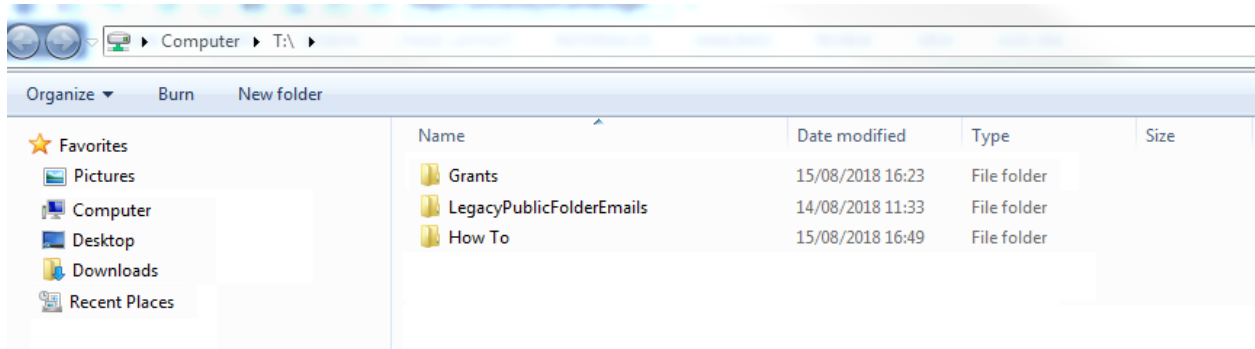 Computer T:\
Organize Burn New folder
Name Date modified Type Size
Favorites
Pictures
Computer
Desktop
Downloads
Recent Places
Grants 15/08/2018 16:23 File folder
LegacyPublicFolderEmails 14/08/2018 11:33 File folder
How To 15/08/2018 16:49 File folder